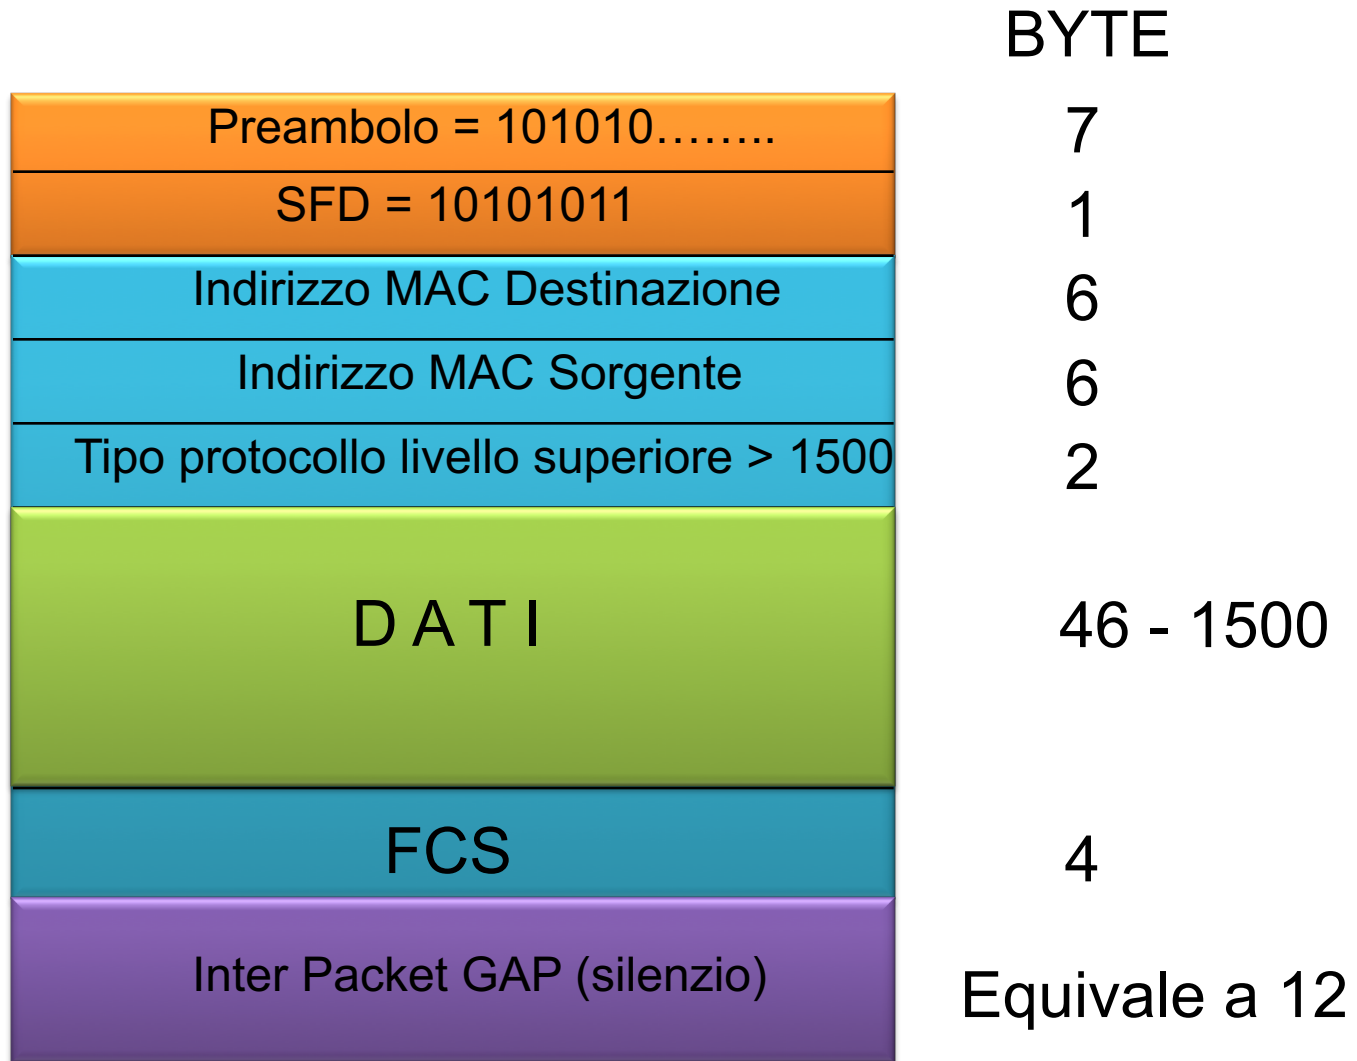 BYTE
Preambolo = 101010........ 7
SFD = 10101011 1
Indirizzo MAC Destinazione 6
Indirizzo MAC Sorgente 6
Tipo protocollo livello superiore > 1500 2
D A T I 46 - 1500
FCS 4
Inter Packet GAP (silenzio) Equivale a 12